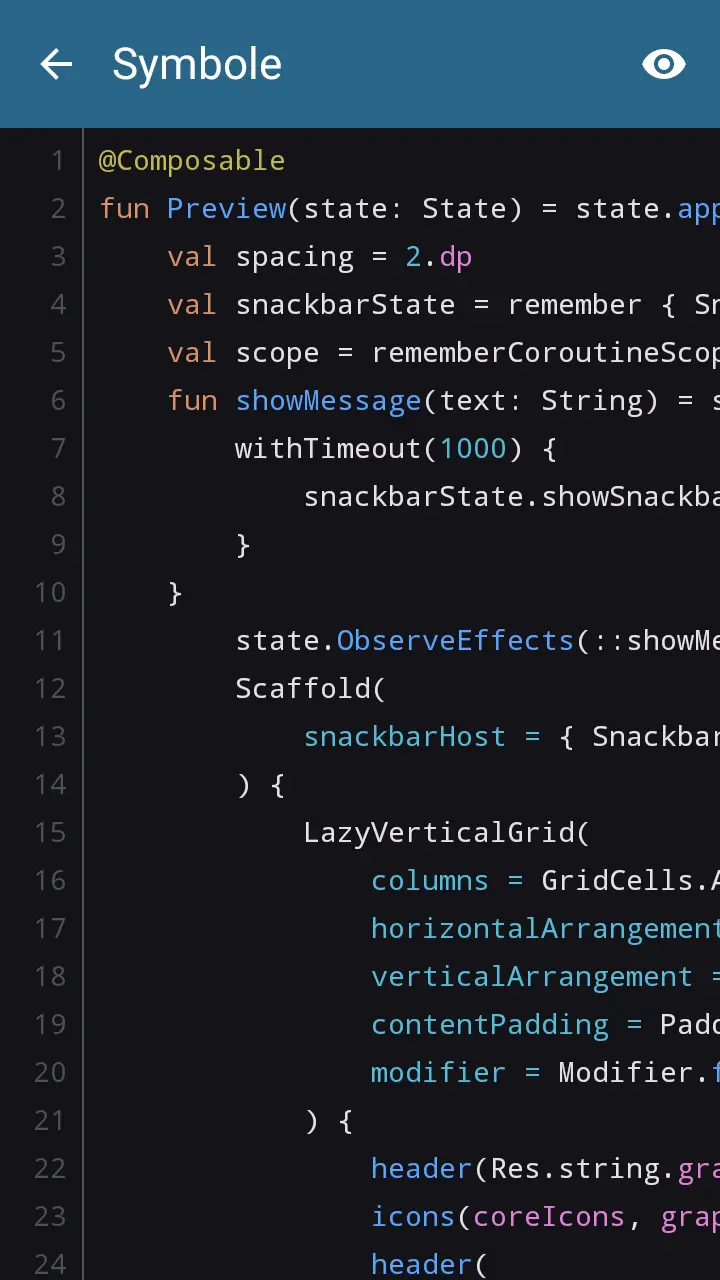 Symbole
1 @Composable
2 fun Preview(state: State) = state.app
3 val spacing = 2.dp
4 val snackbarState = remember { Sn
5 val scope = rememberCoroutineScop
6 fun showMessage(text: String) = s
7 withTimeout(1000) {
8 snackbarState.showSnackba
9 }
10 }
11 state.ObserveEffects(::showMe
12 Scaffold(
13 snackbarHost = { Snackbar
14 ) {
15 LazyVerticalGrid(
16 columns = GridCells.A
17 horizontalArrangement
18 verticalArrangement =
19 contentPadding = Padd
20 modifier = Modifier.f
21 ) {
22 header(Res.string.gra
23 icons(coreIcons, grap
24 header(